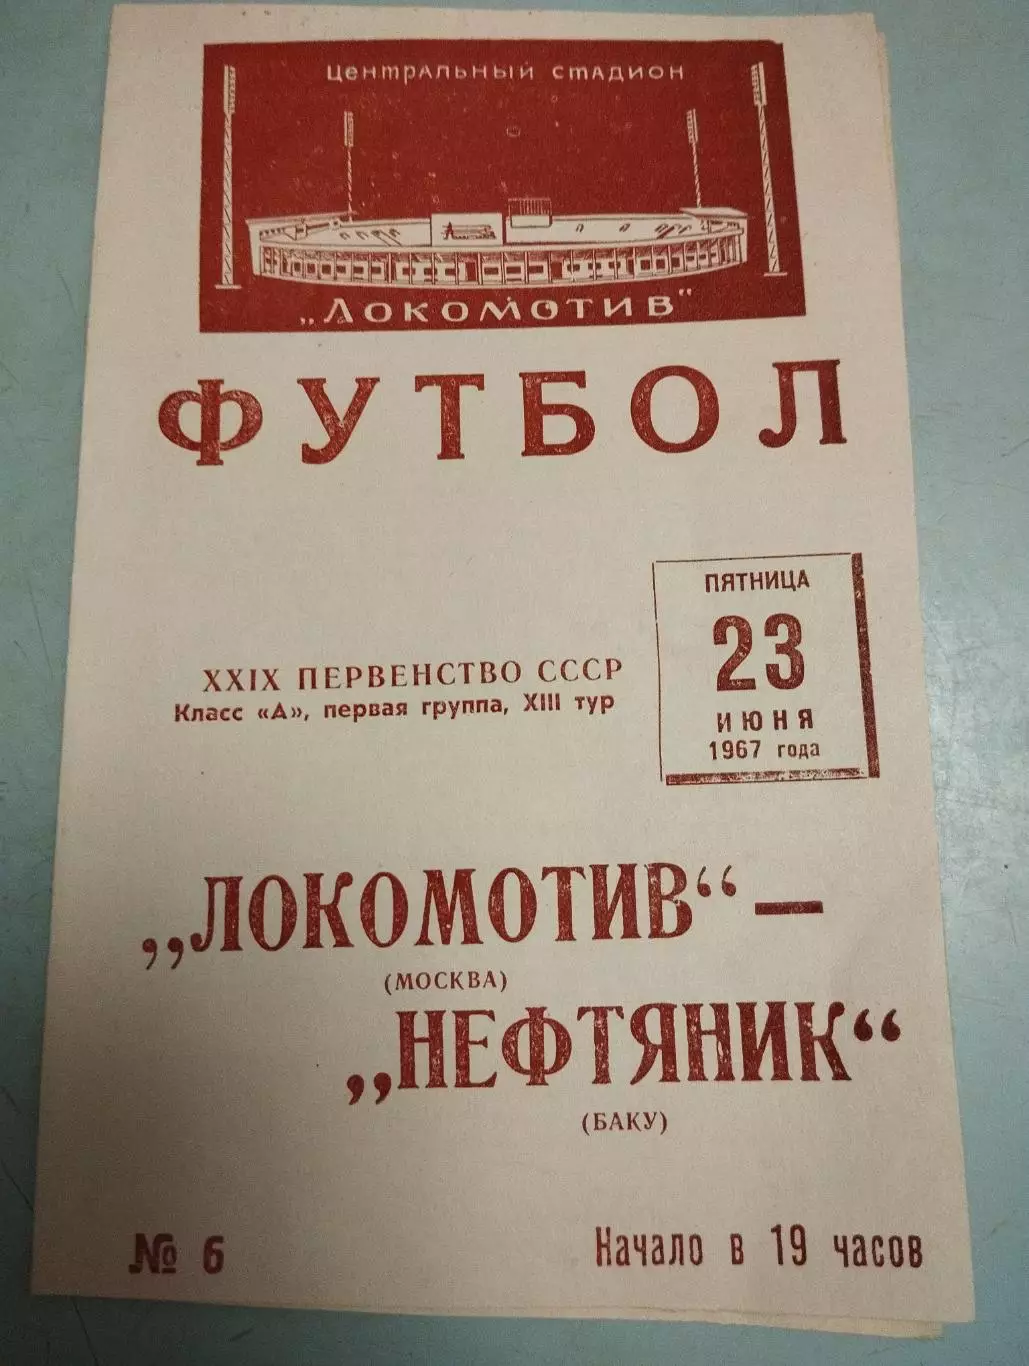 ЦЕНТРАЛЬНЫЙ СТАДИОН
„ЛОКОМОТИВ"
ФУТБОЛ
ПЯТНИЦА
23
ИЮНЯ
1967 года
XXIX ПЕРВЕНСТВО СССР
Класс «А», первая группа, XIII тур
„ЛОКОМОТИВ“ —
(МОСКВА)
„НЕФТЯНИК“
(БАКУ)
№ 6
Начало в 19 часов